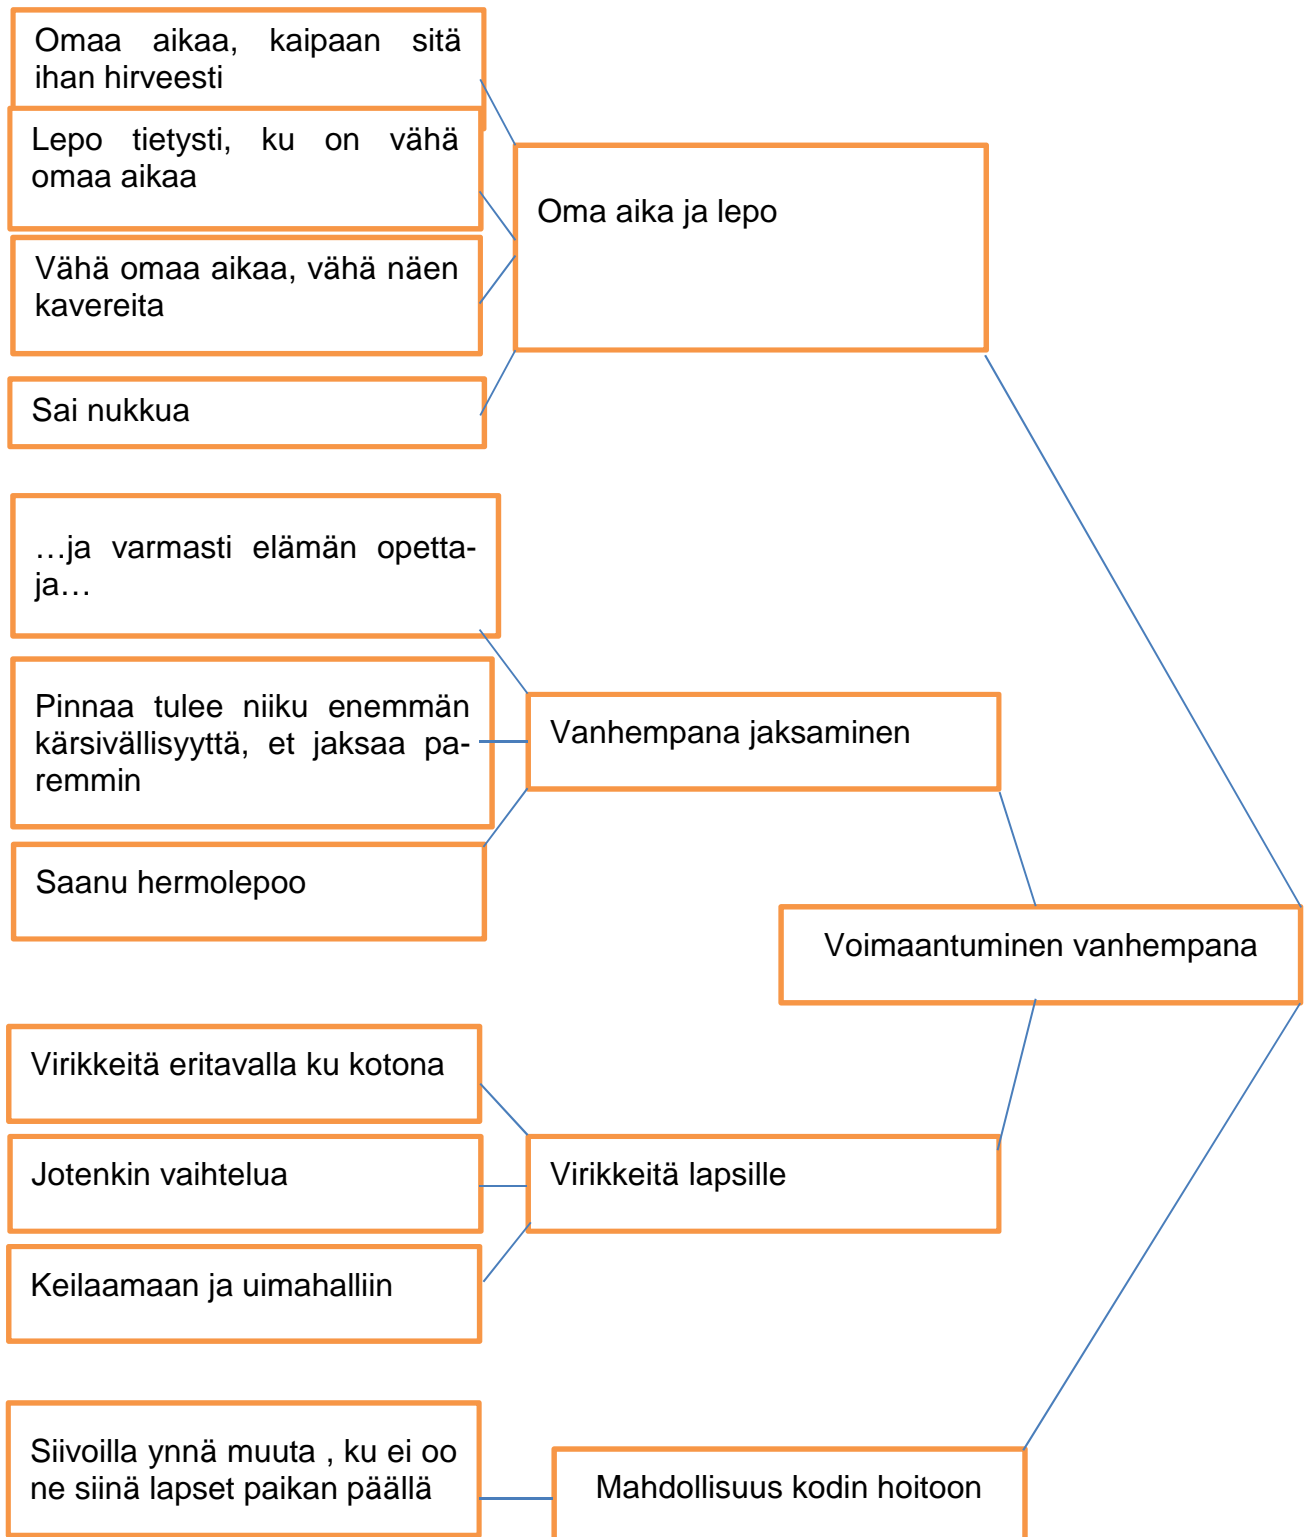 Omaa aikaa, kaipaan sitä
ihan hirveesti
Lepo tietysti, ku on vähä
omaa aikaa
Oma aika ja lepo
Vähä omaa aikaa, vähä näen
kavereita
Sai nukkua
…ja varmasti elämän opetta-
ja…
Pinnaa tulee niiku enemmän
kärsivällisyyttä, et jaksaa pa-
remmin
Vanhempana jaksaminen
Saanu hermolepoo
Voimaantuminen vanhempana
Virikkeitä eritavalla ku kotona
Jotenkin vaihtelua
Virikkeitä lapsille
Keilaamaan ja uimahalliin
Siivoilla ynnä muuta , ku ei oo
ne siinä lapset paikan päällä
Mahdollisuus kodin hoitoon